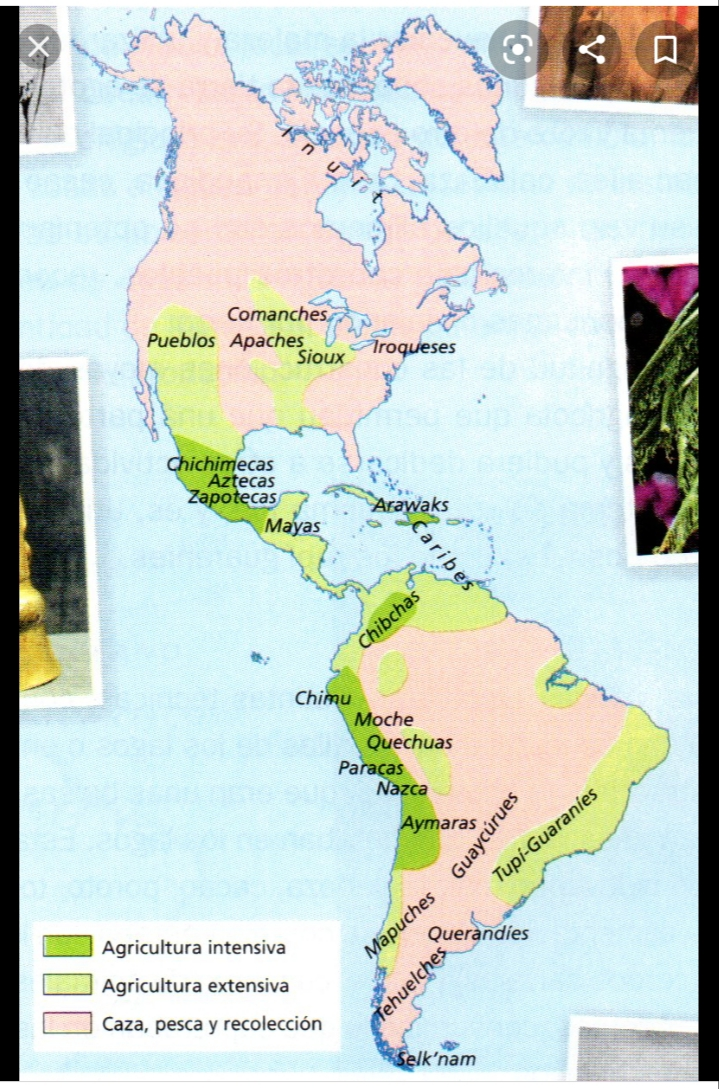 Inuit
Comanches
Pueblos Apaches
Sioux
Iroqueses
Chichimecas
Aztecas
Zapotecas
Mayas
Arawaks
Caribes
Chibchas
Chimu
Moche
Quechuas
Paracas
Nazca
Aymaras
Guaycúrues
Tupí-Guaraníes
Mapuches
Querandíes
Tehuelches
Selk'nam
Agricultura intensiva
Agricultura extensiva
Caza, pesca y recolección